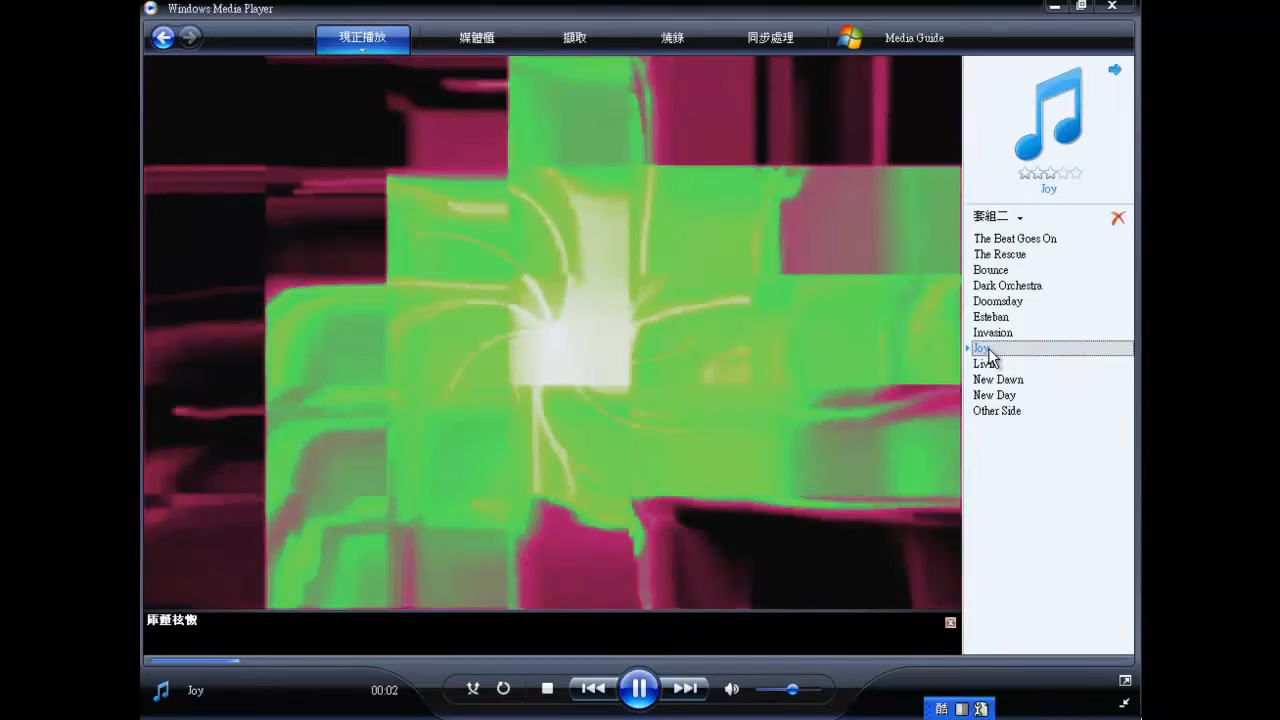 Windows Media Player
現正播放
媒體櫃
擷取
燒錄
同步處理
Media Guide
Joy
套組二
The Beat Goes On
The Rescue
Bounce
Dark Orchestra
Doomsday
Esteban
Invasion
Joy
Living
New Dawn
New Day
Other Side
Joy
00:02
酷